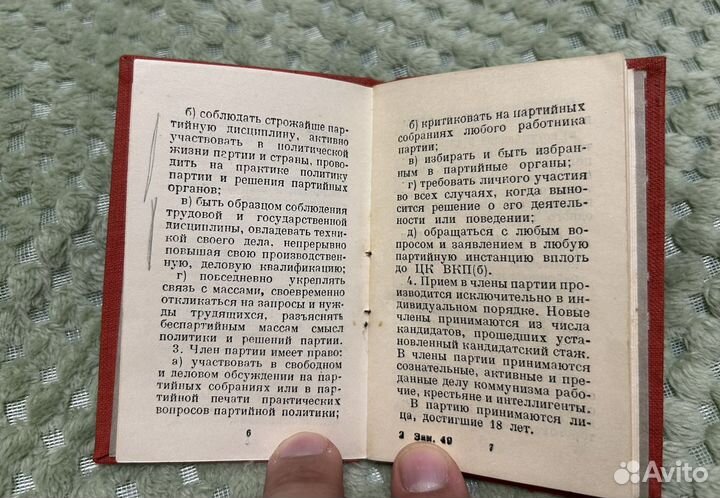 б) соблюдать строжайше пар-
тийную дисциплину, активно
участвовать в политической
жизни партии и страны, прово-
дить на практике политику
партии и решения партийных
органов;
в) быть образцом соблюдения
трудовой и государственной
дисциплины, овладевать техни-
кой своего дела, непрерывно
повышая свою производствен-
ную, деловую квалификацию;
г) повседневно укреплять
связь с массами, своевременно
откликаться на запросы и нуж-
ды трудящихся, разъяснять
беспартийным массам смысл
политики и решений партии.
3. Член партии имеет право:
а) участвовать в свободном
и деловом обсуждении на пар-
тийных собраниях или в пар-
тийной печати практических
вопросов партийной политики;
6
б) критиковать на партийных
собраниях любого работника
партии;
в) избирать и быть избран-
ным в партийные органы;
г) требовать личного участия
во всех случаях, когда выно-
сится решение о его деятель-
ности или поведении;
д) обращаться с любым во-
просом и заявлением в любую
партийную инстанцию вплоть
до ЦК ВКП(б).
4. Прием в члены партии про-
изводится исключительно в ин-
дивидуальном порядке. Новые
члены принимаются из числа
кандидатов, прошедших уста-
новленный кандидатский стаж.
В члены партии принимаются
сознательные, активные и пре-
данные делу коммунизма рабо-
чие, крестьяне и интеллигенты.
В партию принимаются ли-
ца, достигшие 18 лет.
2 Зак. 49
7
Avito